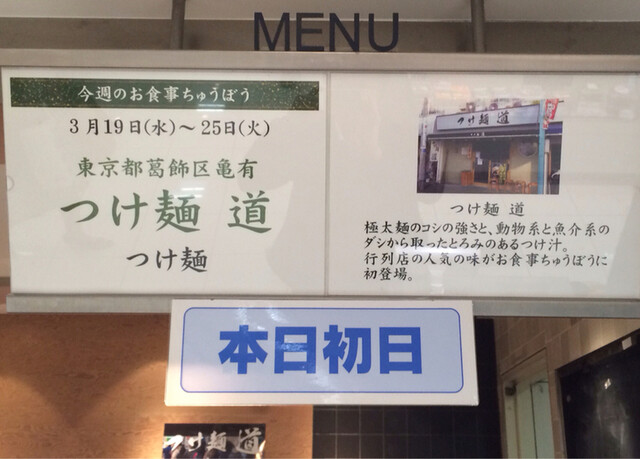 MENU
今週のお食事ちゅうぼう
3月19日(水)～25日(火)
東京都葛飾区亀有
つけ麺 道
つけ麺
つけ麺 道
つけ麺 道
極太麺のコシの強さと、動物系と魚介系の
ダシから取ったとろみのあるつけ汁。
行列店の人気の味がお食事ちゅうぼうに
初登場。
本日初日
つけ麺 道